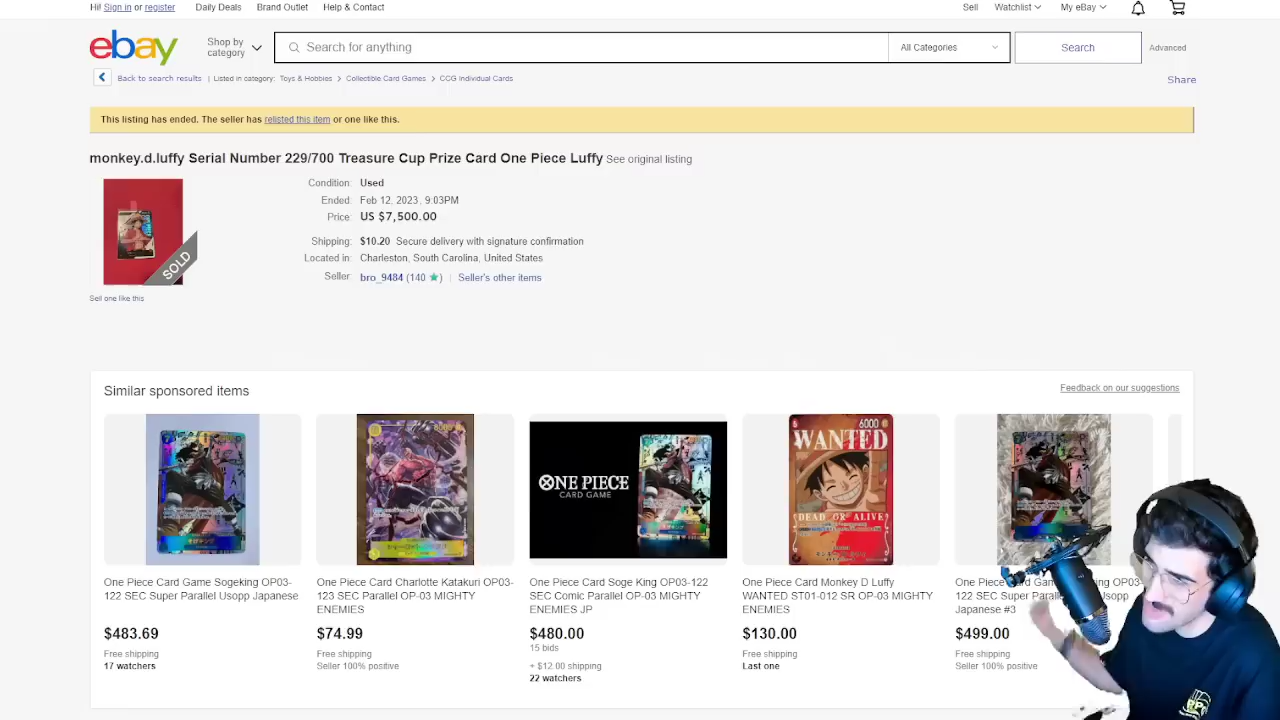 Hi! Sign in or register
Daily Deals
Brand Outlet
Help & Contact
Sell
Watchlist
My eBay
ebay
Shop by category
Search for anything
All Categories
Search
Advanced
Back to search results | Listed in category: Toys & Hobbies > Collectible Card Games > CCG Individual Cards
Share
This listing has ended. The seller has relisted this item or one like this.
monkey.d.luffy Serial Number 229/700 Treasure Cup Prize Card One Piece Luffy See original listing
SOLD
Sell one like this
Condition: Used
Ended: Feb 12, 2023, 9:03PM
Price: US $7,500.00
Shipping: $10.20 Secure delivery with signature confirmation
Located in: Charleston, South Carolina, United States
Seller: bro_9484 (140 ★) | Seller's other items
Similar sponsored items
Feedback on our suggestions
ONE PIECE
CARD GAME
6000
WANTED
DEAD OR ALIVE
One Piece Card Game Sogeking OP03-
122 SEC Super Parallel Usopp Japanese
$483.69
Free shipping
17 watchers
One Piece Card Charlotte Katakuri OP03-
123 SEC Parallel OP-03 MIGHTY
ENEMIES
$74.99
Free shipping
Seller 100% positive
One Piece Card Soge King OP03-122
SEC Comic Parallel OP-03 MIGHTY
ENEMIES JP
$480.00
15 bids
+ $12.00 shipping
22 watchers
One Piece Card Monkey D Luffy
WANTED ST01-012 SR OP-03 MIGHTY
ENEMIES
$130.00
Free shipping
Last one
One Piece Card
122 SEC Super
Japanese #3
$499.00
Free shipping
Seller 100% positive